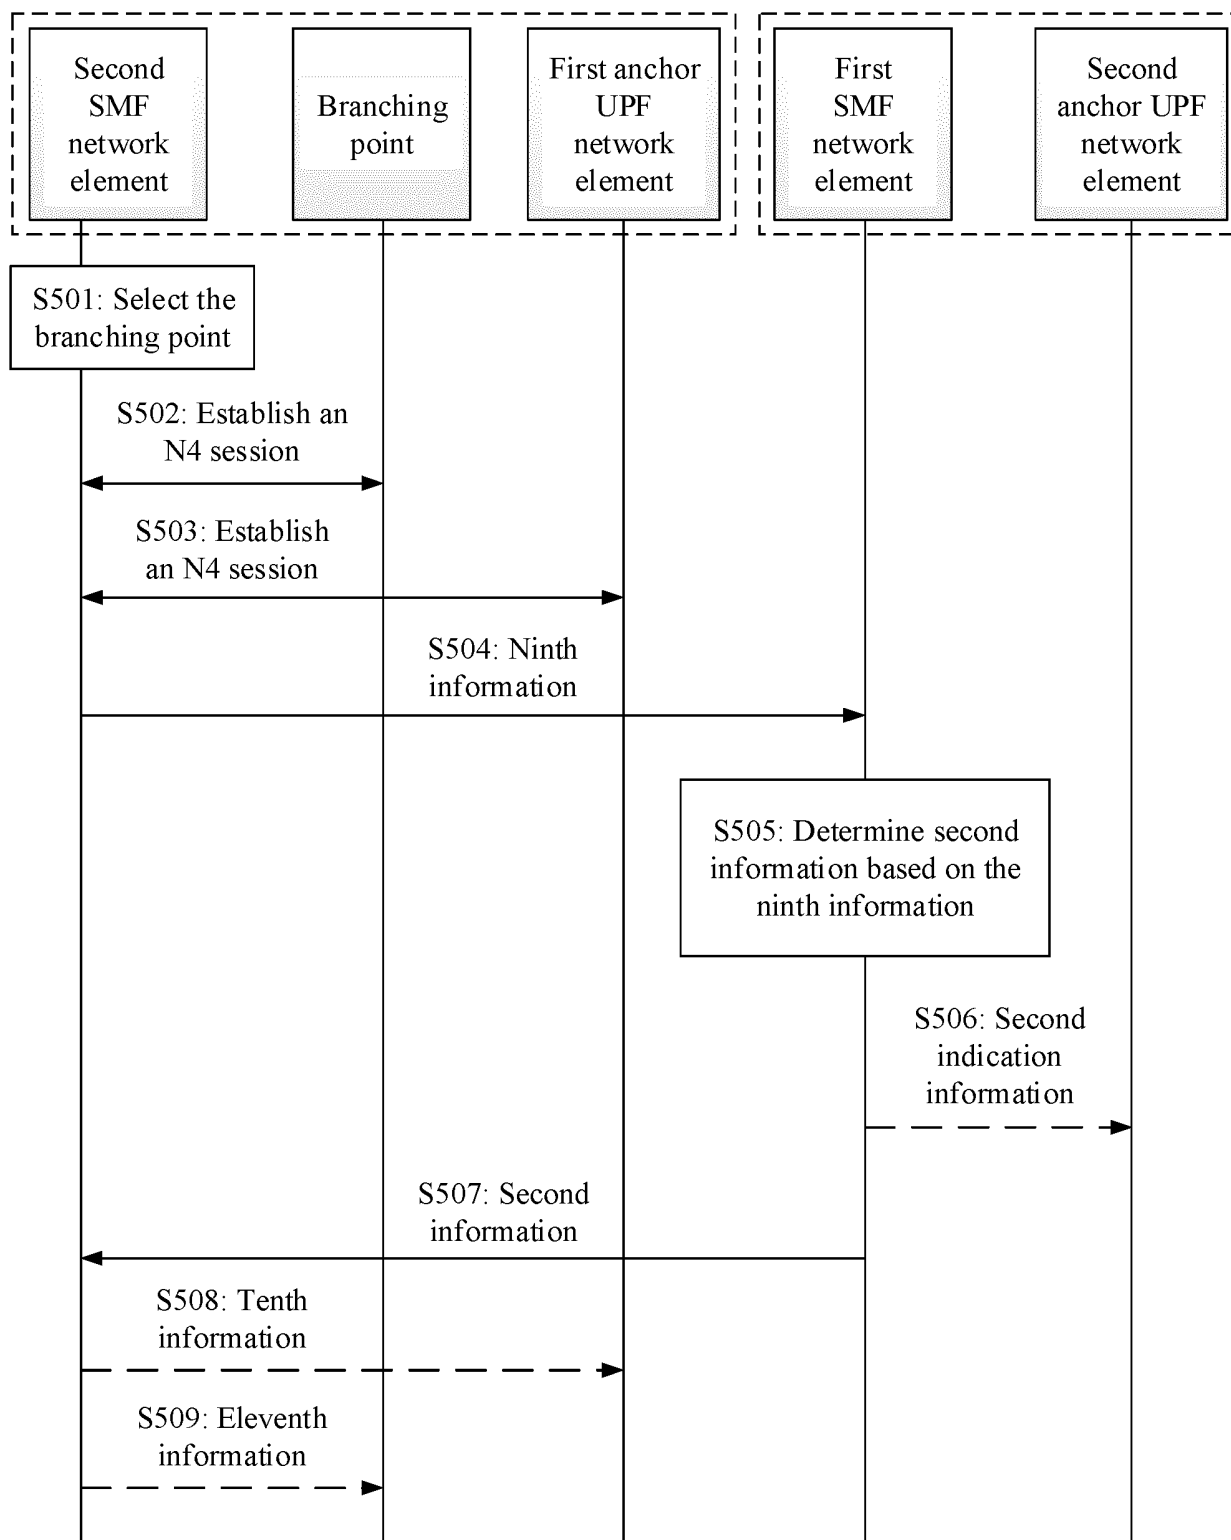 Second
SMF
network
element
Branching
point
First anchor
UPF
network
element
First
SMF
network
element
Second
anchor UPF
network
element
S501: Select the
branching point
S502: Establish an
N4 session
S503: Establish
an N4 session
S504: Ninth
information
S505: Determine second
information based on the
ninth information
S506: Second
indication
information
S507: Second
information
S508: Tenth
information
S509: Eleventh
information